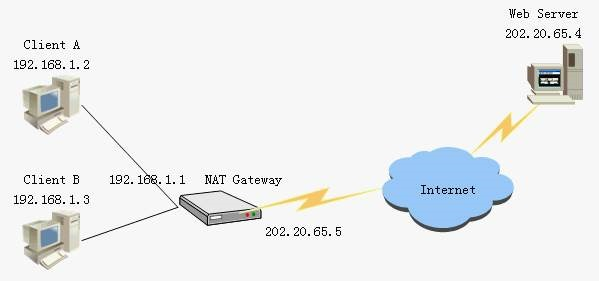 Web Server
202.20.65.4
Client A
192.168.1.2
Client B
192.168.1.3
192.168.1.1
NAT Gateway
202.20.65.5
Internet